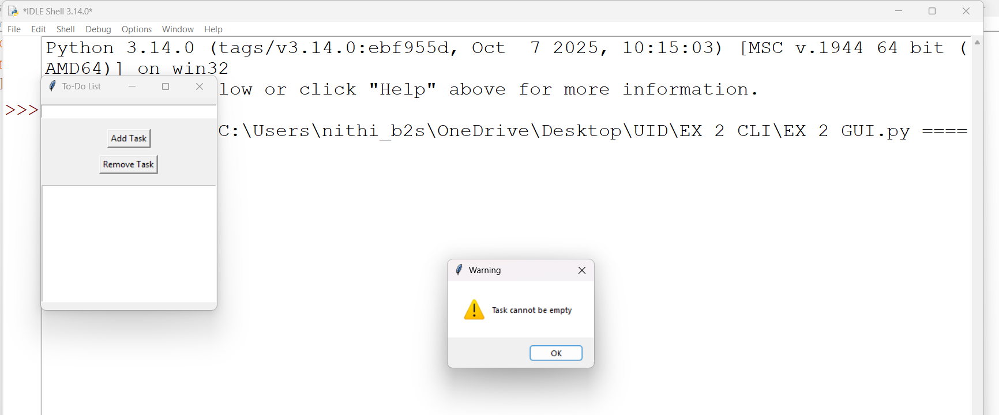 *IDLE Shell 3.14.0*
File Edit Shell Debug Options Window Help
Python 3.14.0 (tags/v3.14.0:ebf955d, Oct  7 2025, 10:15:03) [MSC v.1944 64 bit (
AMD64)] on win32
low or click "Help" above for more information.
>>>
C:\Users\nithi_b2s\OneDrive\Desktop\UID\EX 2 CLI\EX 2 GUI.py ====
To-Do List
Add Task
Remove Task
Warning
Task cannot be empty
OK